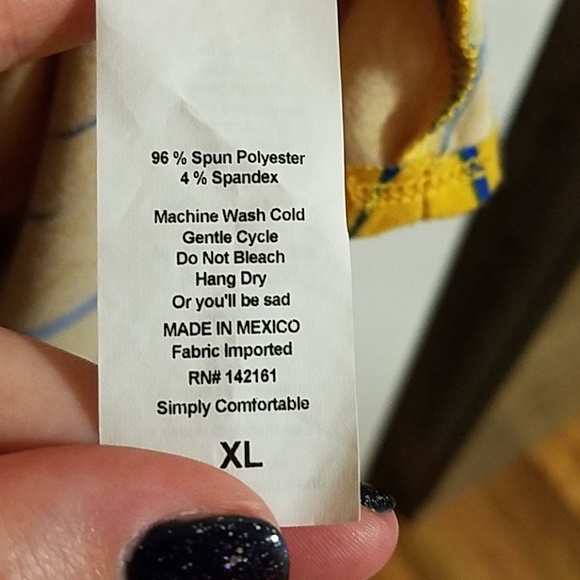 96 % Spun Polyester
4 % Spandex
Machine Wash Cold
Gentle Cycle
Do Not Bleach
Hang Dry
Or you'll be sad
MADE IN MEXICO
Fabric Imported
RN# 142161
Simply Comfortable
XL